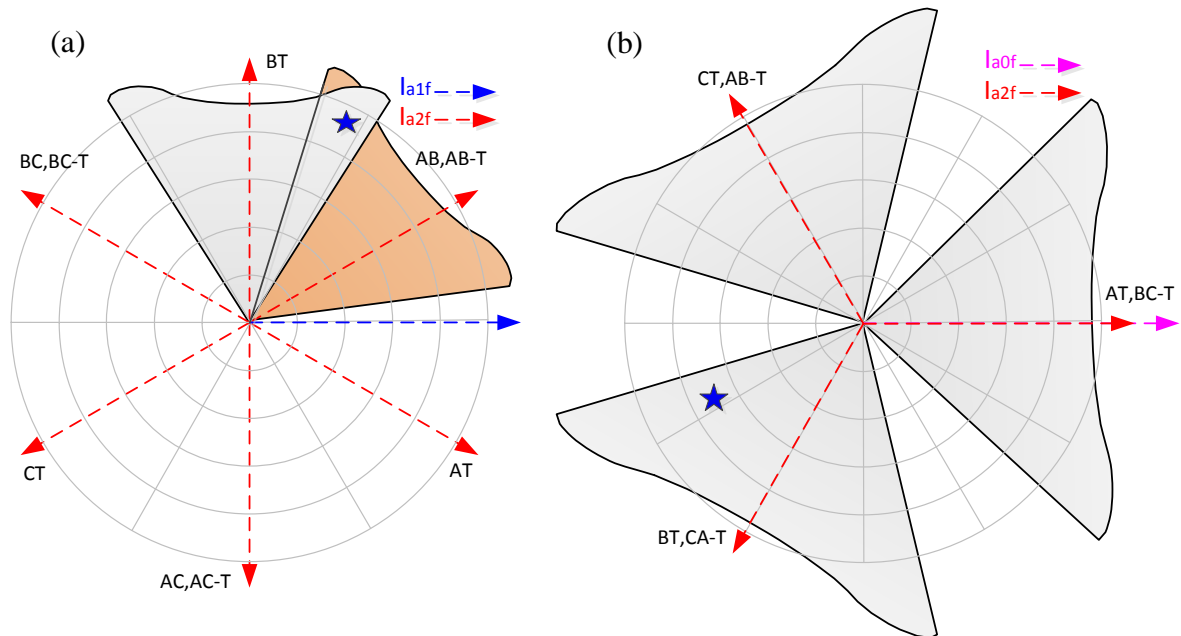 (a)
BT
Ia1f
Ia2f
BC,BC-T
AB,AB-T
CT
AT
AC,AC-T
(b)
CT,AB-T
Ia0f
Ia2f
AT,BC-T
BT,CA-T